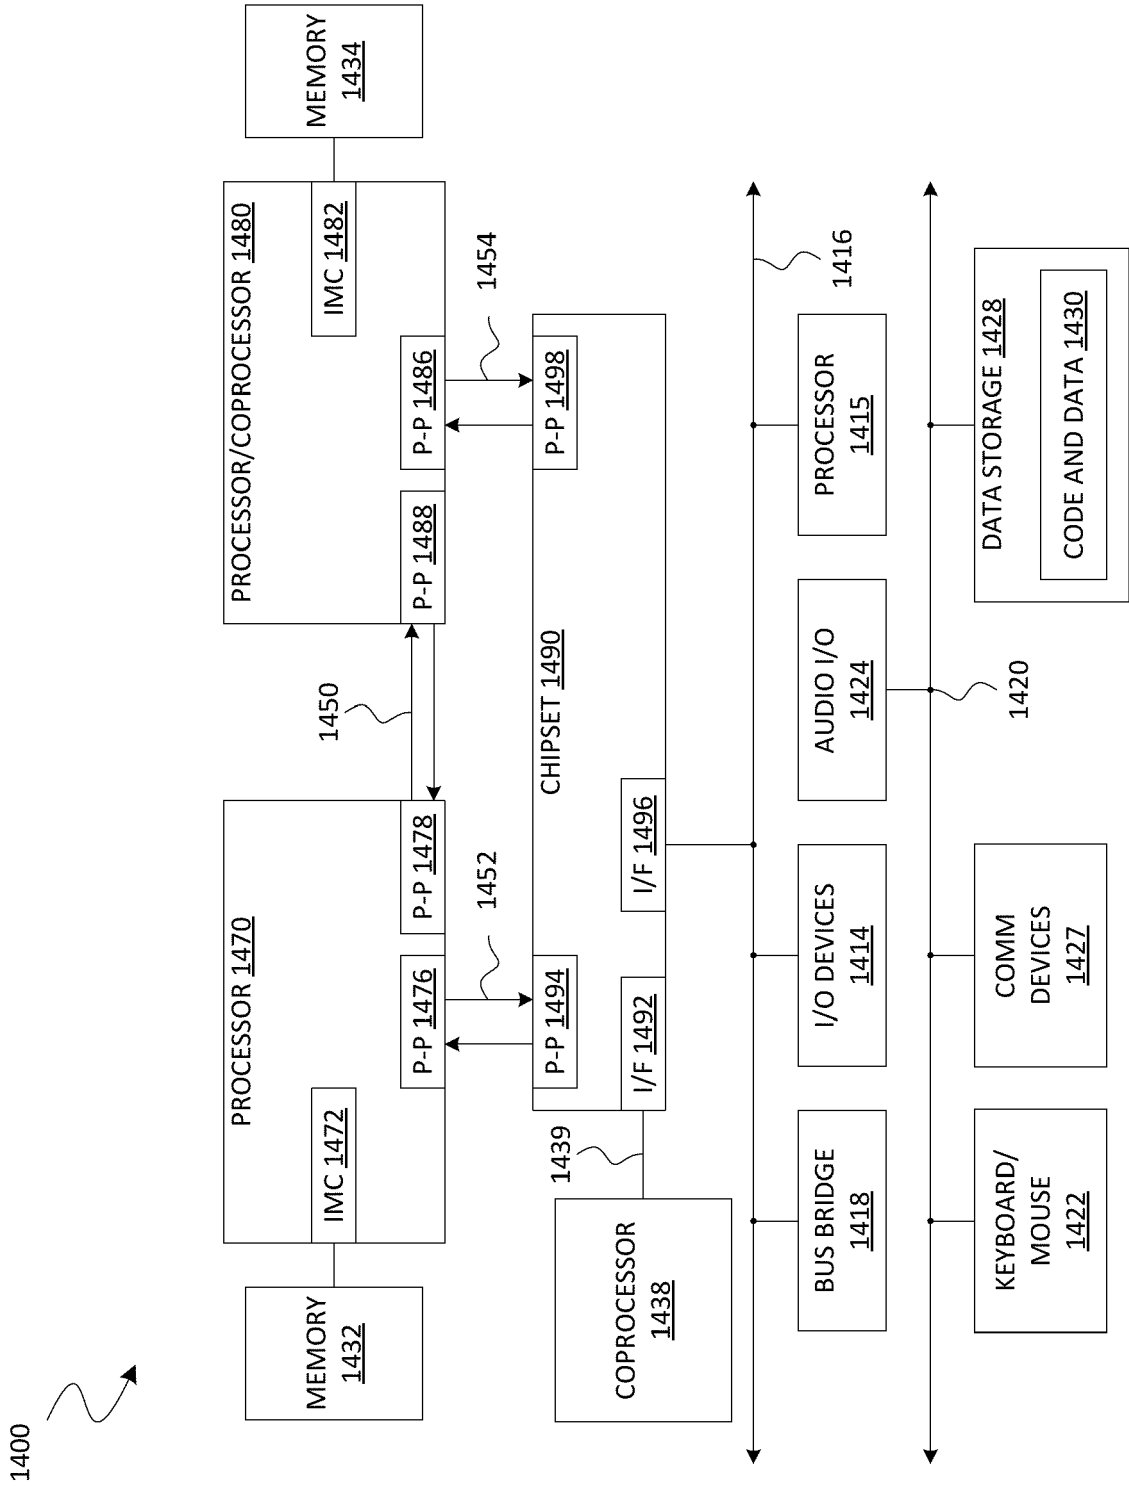 1400
MEMORY
1432
PROCESSOR 1470
IMC 1472
P-P 1476
P-P 1478
1450
PROCESSOR/COPROCESSOR 1480
IMC 1482
P-P 1488
P-P 1486
MEMORY
1434
1452
1454
COPROCESSOR
1438
1439
CHIPSET 1490
P-P 1494
P-P 1498
I/F 1492
I/F 1496
1416
BUS BRIDGE
1418
I/O DEVICES
1414
AUDIO I/O
1424
PROCESSOR
1415
1420
KEYBOARD/
MOUSE
1422
COMM
DEVICES
1427
DATA STORAGE 1428
CODE AND DATA 1430